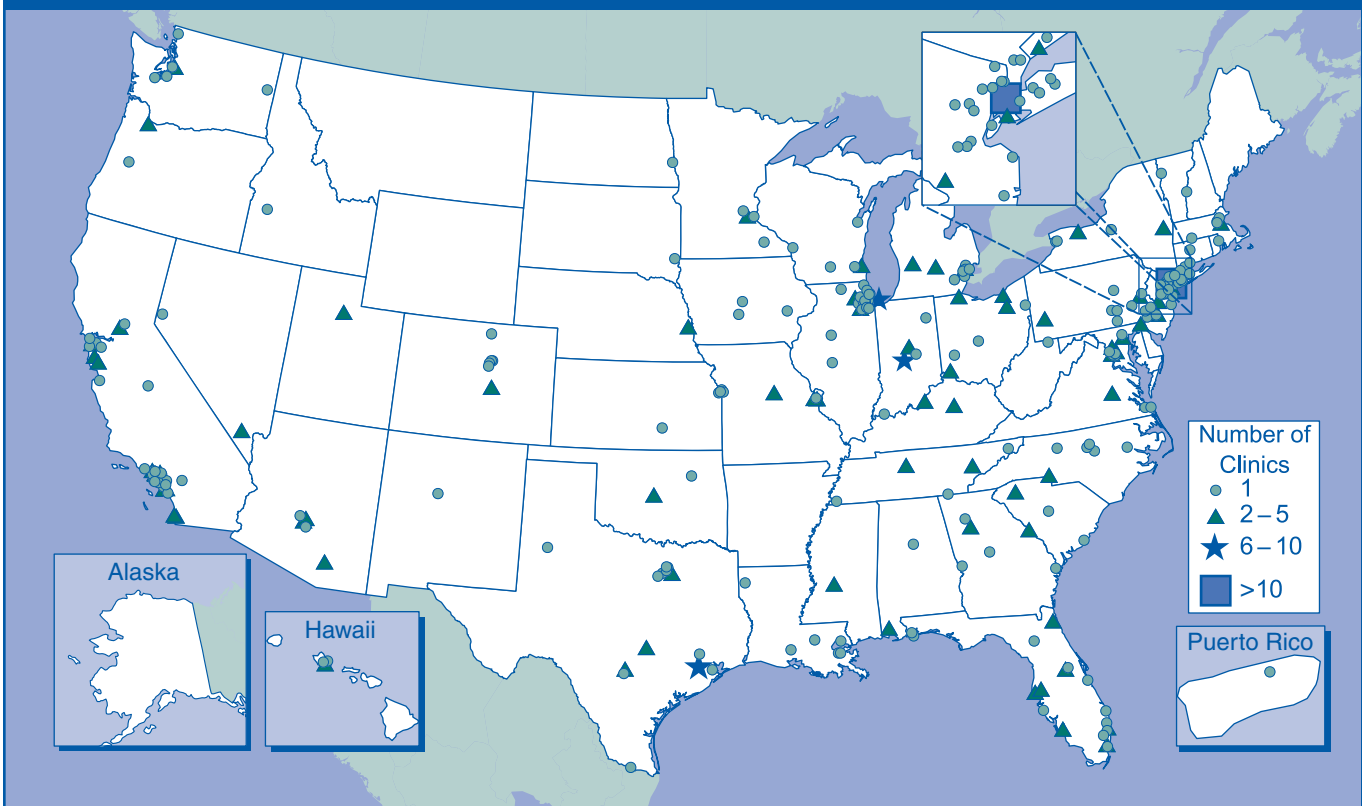 Number of
Clinics
1
2–5
6–10
>10
Alaska
Hawaii
Puerto Rico